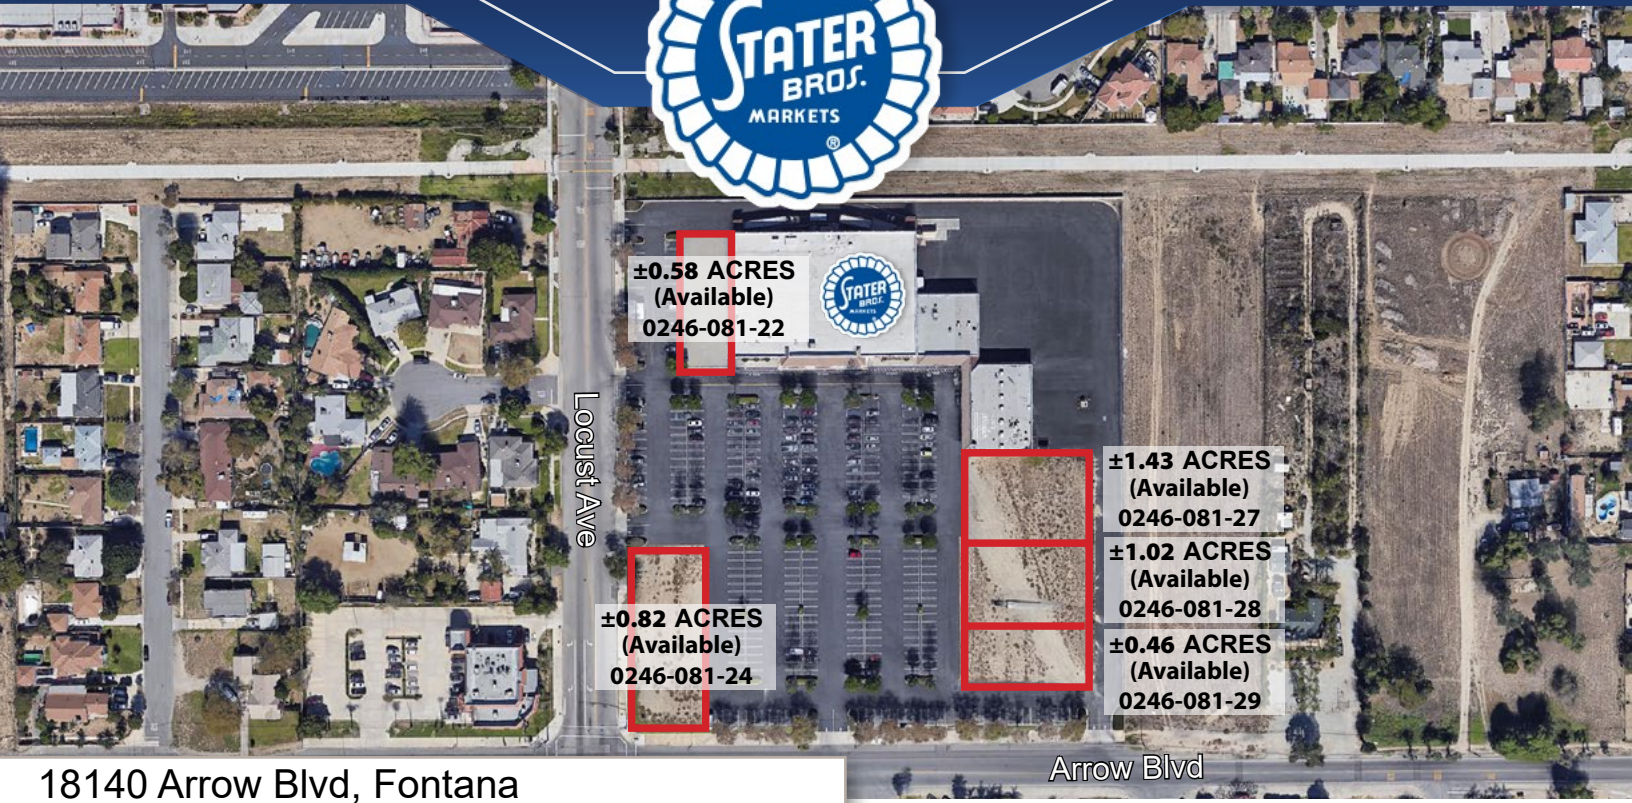 STATER
BROS.
MARKETS
®
±0.58 ACRES
(Available)
0246-081-22
STATER
BROS.
MARKETS
Locust Ave
±1.43 ACRES
(Available)
0246-081-27
±1.02 ACRES
(Available)
0246-081-28
±0.82 ACRES
(Available)
0246-081-24
±0.46 ACRES
(Available)
0246-081-29
Arrow Blvd
18140 Arrow Blvd, Fontana